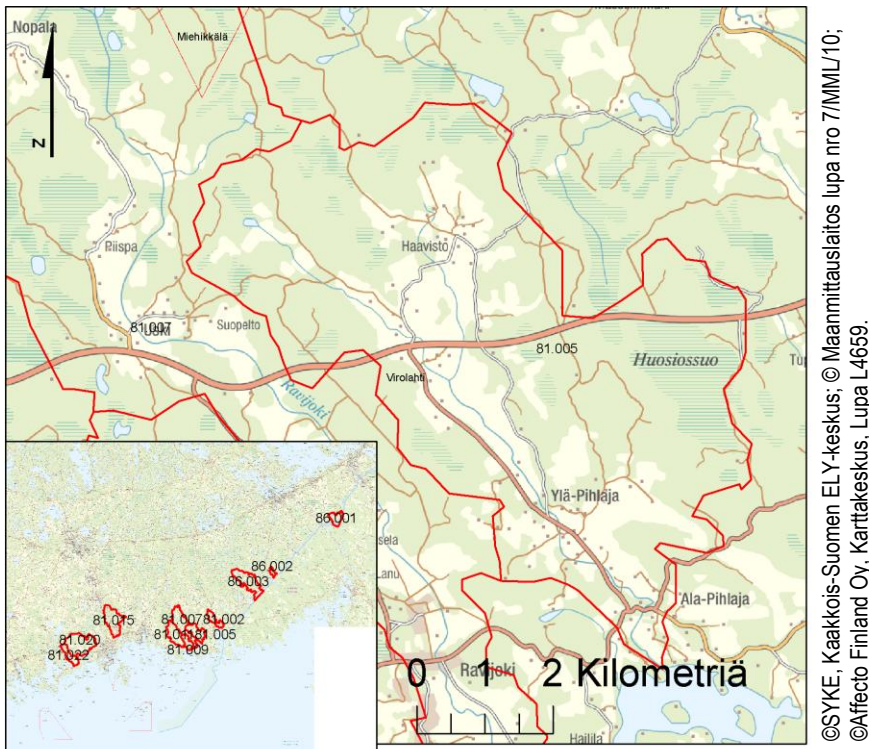 Nopala
Miehikkälä
N
Riispa
Haavisto
81.007
Suopelto
81.005
Huosiossuo
Virolahti
Ravijoki
Ylä-Pihlaja
Ala-Pihlaja
Ravijoki
0 1 2 Kilometriä
Hailila
86.001
86.002
86.003
81.015
81.007
81.002
81.020
81.005
81.022
81.009
©SYKE, Kaakkois-Suomen ELY-keskus; © Maanmittauslaitos lupa nro 7/MML/10;
©Affecto Finland Oy, Karttakeskus, Lupa L4659.